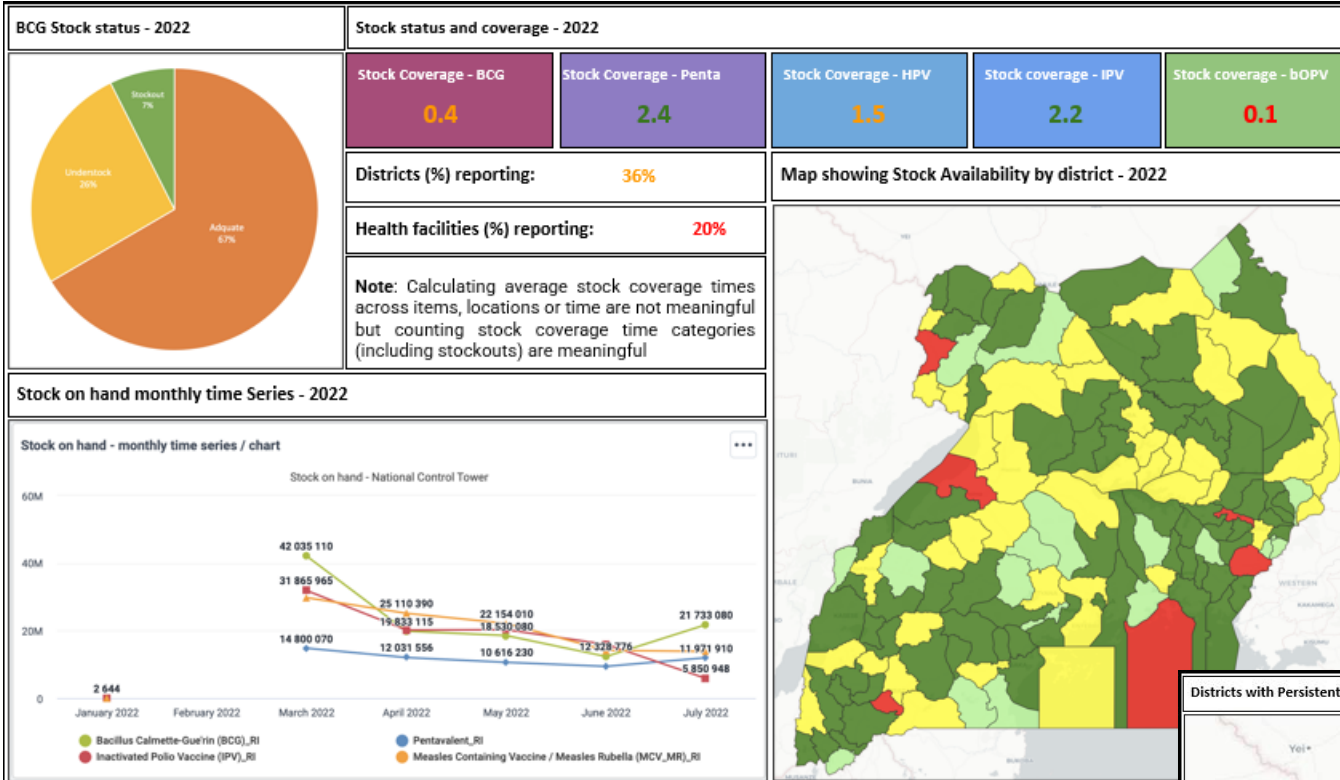 BCG Stock status - 2022
Stock status and coverage - 2022
Stockout
7%
Understock
26%
Adquate
67%
Stock Coverage - BCG
0.4
Stock Coverage - Penta
2.4
Stock Coverage - HPV
1.5
Stock coverage - IPV
2.2
Stock coverage - bOPV
0.1
Districts (%) reporting: 36%
Health facilities (%) reporting: 20%
Note: Calculating average stock coverage times
across items, locations or time are not meaningful
but counting stock coverage time categories
(including stockouts) are meaningful
Map showing Stock Availability by district - 2022
YEI
ITURI
BUNIA
WESTERN
KAKAMEGA
KISUMU
BUKOBA
Stock on hand monthly time Series - 2022
Stock on hand - monthly time series / chart
Stock on hand - National Control Tower
60M
40M
20M
0
2 644
42 035 110
31 865 965
14 800 070
25 110 390
19 833 115
12 031 556
22 154 010
18 530 080
10 616 230
12 328 776
21 733 080
11 971 910
5 850 948
January 2022
February 2022
March 2022
April 2022
May 2022
June 2022
July 2022
Bacillus Calmette-Gue'rin (BCG)_RI
Pentavalent_RI
Inactivated Polio Vaccine (IPV)_RI
Measles Containing Vaccine / Measles Rubella (MCV_MR)_RI
Districts with Persistent
Yei